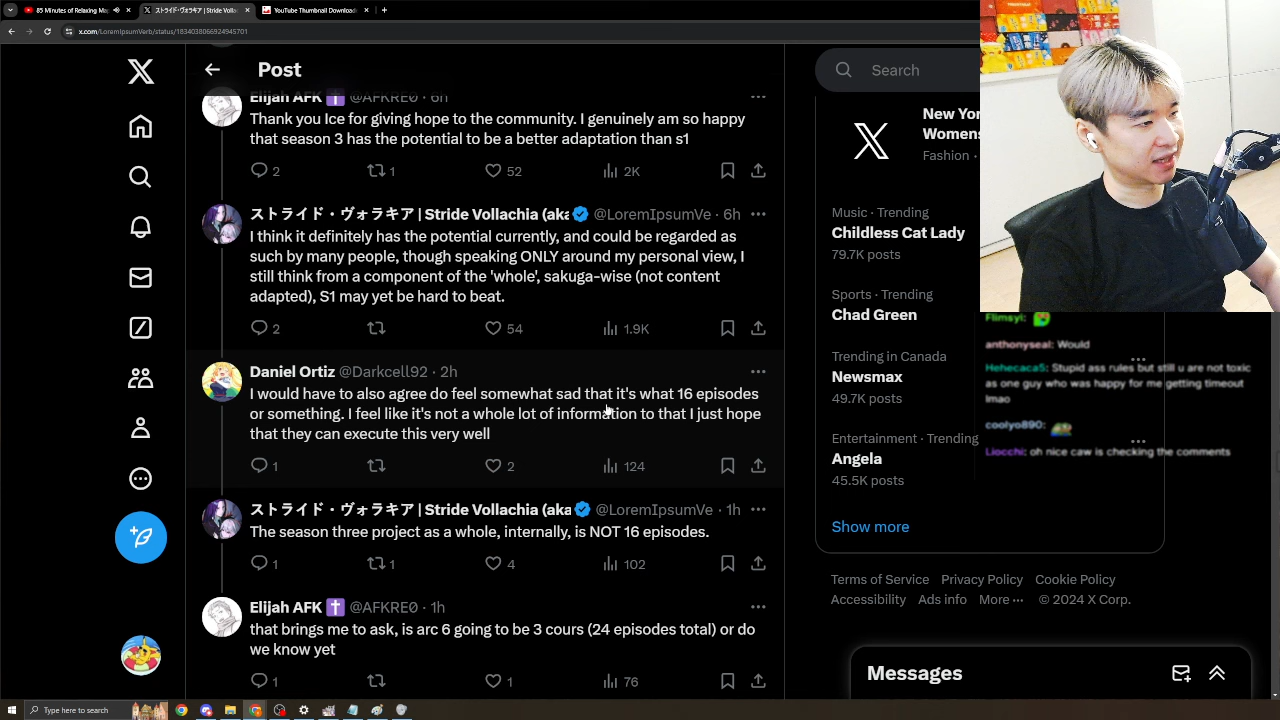 85 Minutes of Relaxing Ma
ストライド・ヴォラキア | Stride Volla
YouTube Thumbnail Download
x.com/LoremIpsumVerb/status/1834038066924945701
Post
Search
Elijah AFK @AFKRE0 · 6h
Thank you Ice for giving hope to the community. I genuinely am so happy
that season 3 has the potential to be a better adaptation than s1
2 1 52 2K
ストライド・ヴォラキア | Stride Vollachia (aka @LoremIpsumVe · 6h
I think it definitely has the potential currently, and could be regarded as
such by many people, though speaking ONLY around my personal view, I
still think from a component of the 'whole', sakuga-wise (not content
adapted), S1 may yet be hard to beat.
2 54 1.9K
Daniel Ortiz @Darkcell92 · 2h
I would have to also agree do feel somewhat sad that it's what 16 episodes
or something. I feel like it's not a whole lot of information to that I just hope
that they can execute this very well
1 2 124
ストライド・ヴォラキア | Stride Vollachia (aka @LoremIpsumVe · 1h
The season three project as a whole, internally, is NOT 16 episodes.
1 1 4 102
Elijah AFK @AFKRE0 · 1h
that brings me to ask, is arc 6 going to be 3 cours (24 episodes total) or do
we know yet
1 1 76
New Yor
Womens
Fashion ·
Music · Trending
Childless Cat Lady
79.7K posts
Sports · Trending
Chad Green
Trending in Canada
Newsmax
49.7K posts
Entertainment · Trending
Angela
45.5K posts
Show more
Flimsyi:
anthonyseal: Would
Hehecaca5: Stupid ass rules but still u are not toxic
as one guy who was happy for me getting timeout
lmao
coolyo890:
Liocchi: oh nice caw is checking the comments
Terms of Service Privacy Policy Cookie Policy
Accessibility Ads info More ··· © 2024 X Corp.
Messages
Type here to search